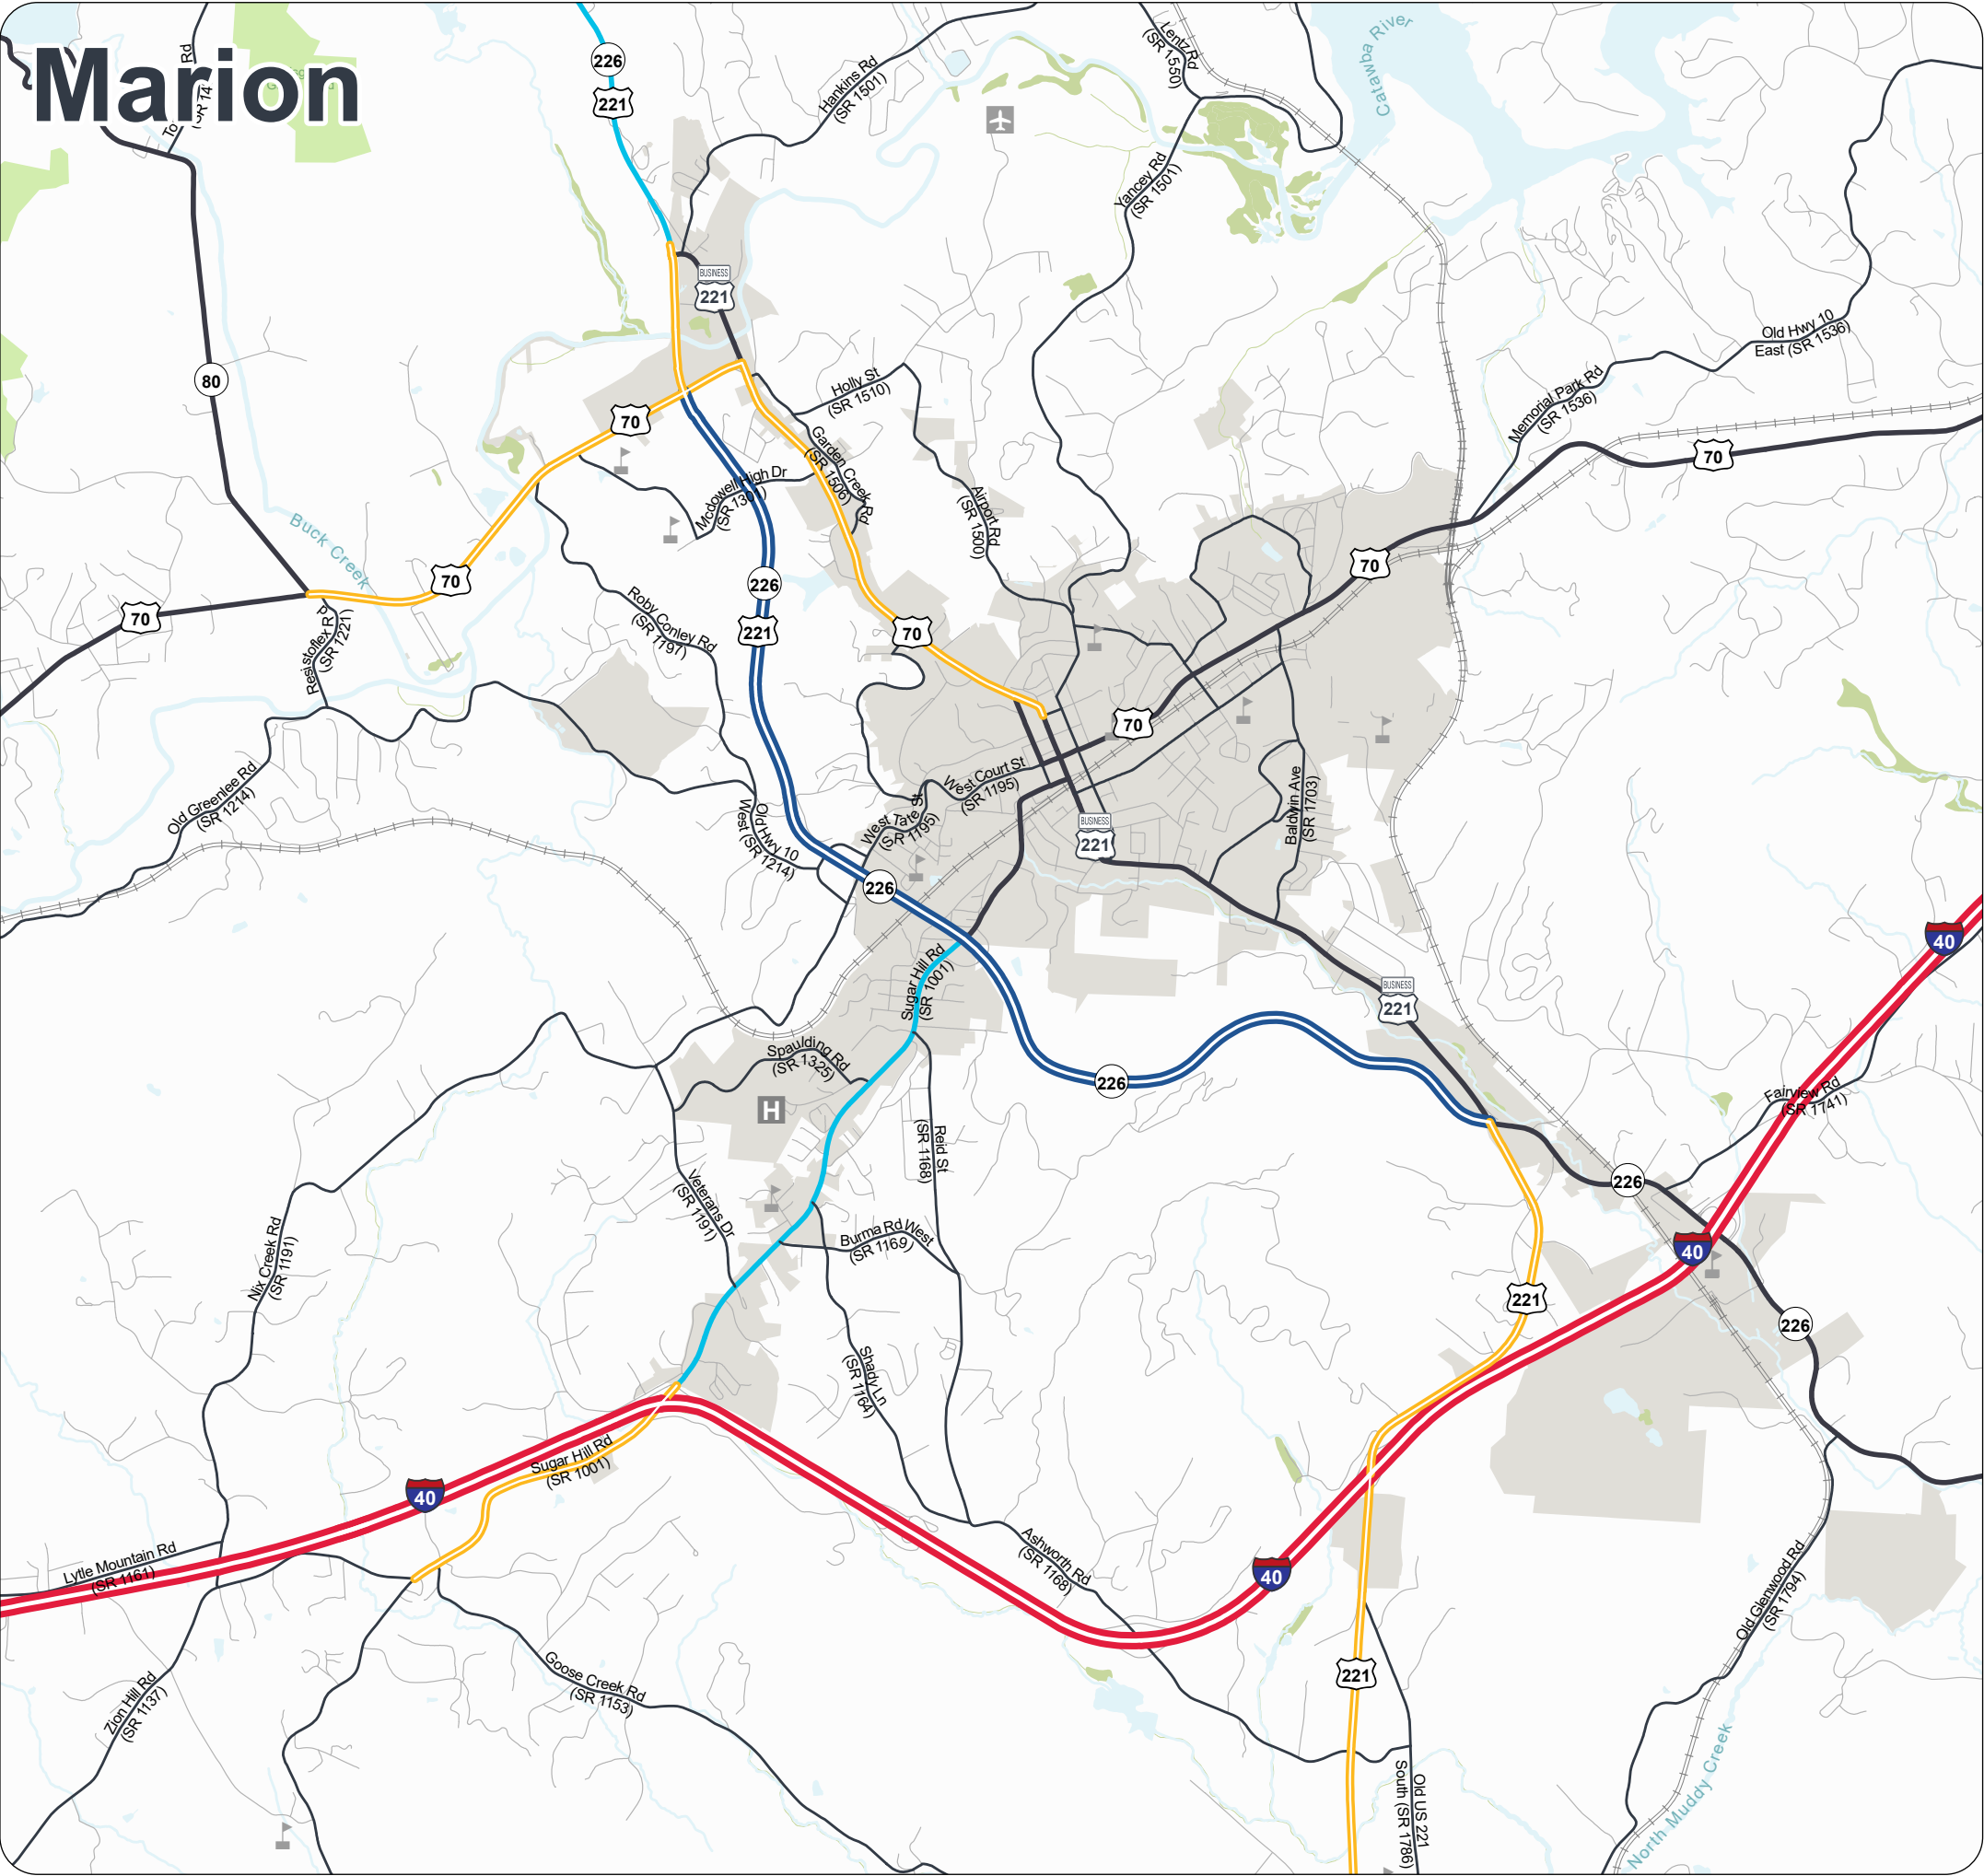 Marion
226
221
Hankins Rd
(SR 1501)
Lentz Rd
(SR 1550)
Catawba River
Yancey Rd
(SR 1501)
BUSINESS
221
80
Holly St
(SR 1510)
70
Garden Creek Rd
(SR 1506)
Mcdowell High Dr
Airport Rd
(SR 1500)
Old Hwy 10
East (SR 1536)
Memorial Park Rd
(SR 1536)
70
Buck Creek
70
70
70
70
70
226
221
Resistoflex R
(SR 1221)
Roby Conley Rd
(SR 1197)
Old Greenlee Rd
(SR 1214)
Old Hwy 10
West (SR 1214)
West Court St
(SR 1195)
West Tate St
(SR 1195)
BUSINESS
221
Baldwin Ave
(SR 1703)
226
Sugar Hill Rd
(SR 1001)
BUSINESS
221
40
Spaulding Rd
(SR 1325)
226
H
Fairview Rd
(SR 1741)
Reid St
(SR 1168)
226
Veterans Dr
(SR 1191)
Burma Rd West
(SR 1169)
Nix Creek Rd
(SR 1191)
40
221
226
Shady Ln
(SR 1164)
Sugar Hill Rd
(SR 1001)
40
Lytle Mountain Rd
(SR 1161)
Ashworth Rd
(SR 1168)
40
Old Glenwood Rd
(SR 1794)
Zion Hill Rd
(SR 1137)
Goose Creek Rd
(SR 1153)
221
Old US 221
South (SR 1786)
North Muddy Creek